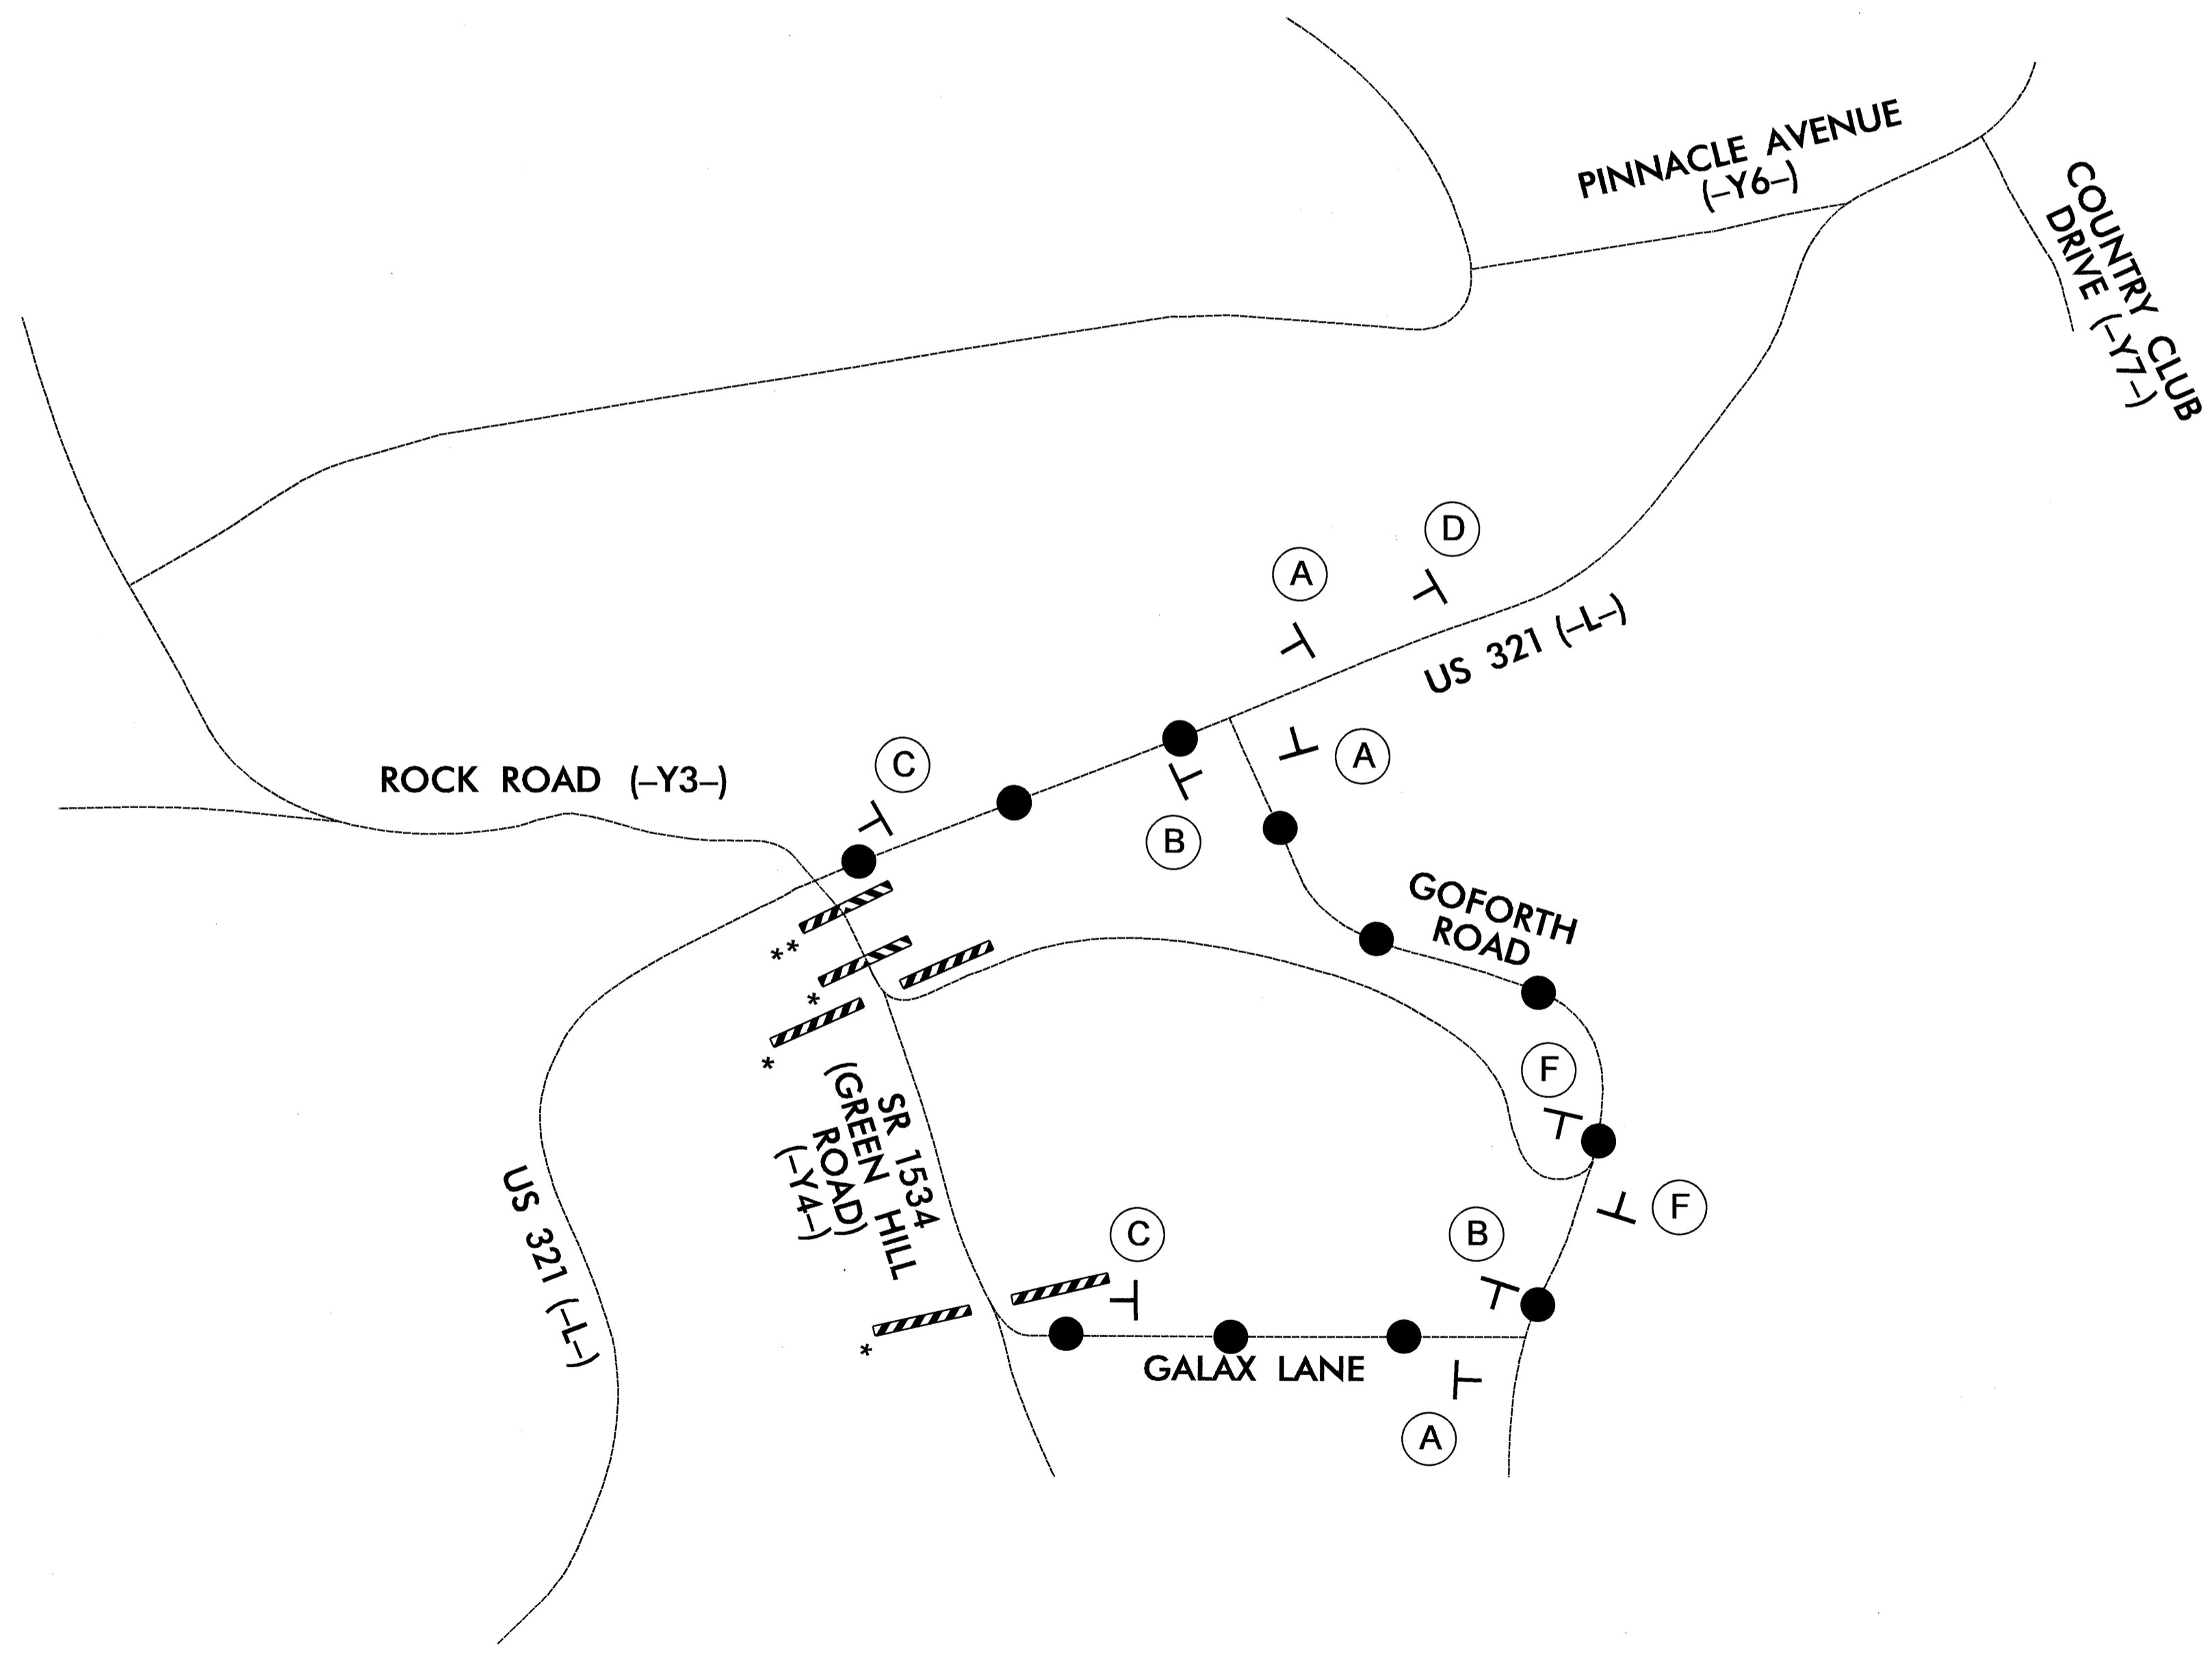 PINNACLE AVENUE
(–Y6–)
COUNTRY CLUB
DRIVE (–Y7–)
D
A
US 321 (–L–)
A
C
ROCK ROAD (–Y3–)
B
GOFORTH
ROAD
**
*
*
F
SR 1534
(GREEN HILL
ROAD)
(–Y4–)
US 321 (–L–)
F
C
B
*
GALAX LANE
A